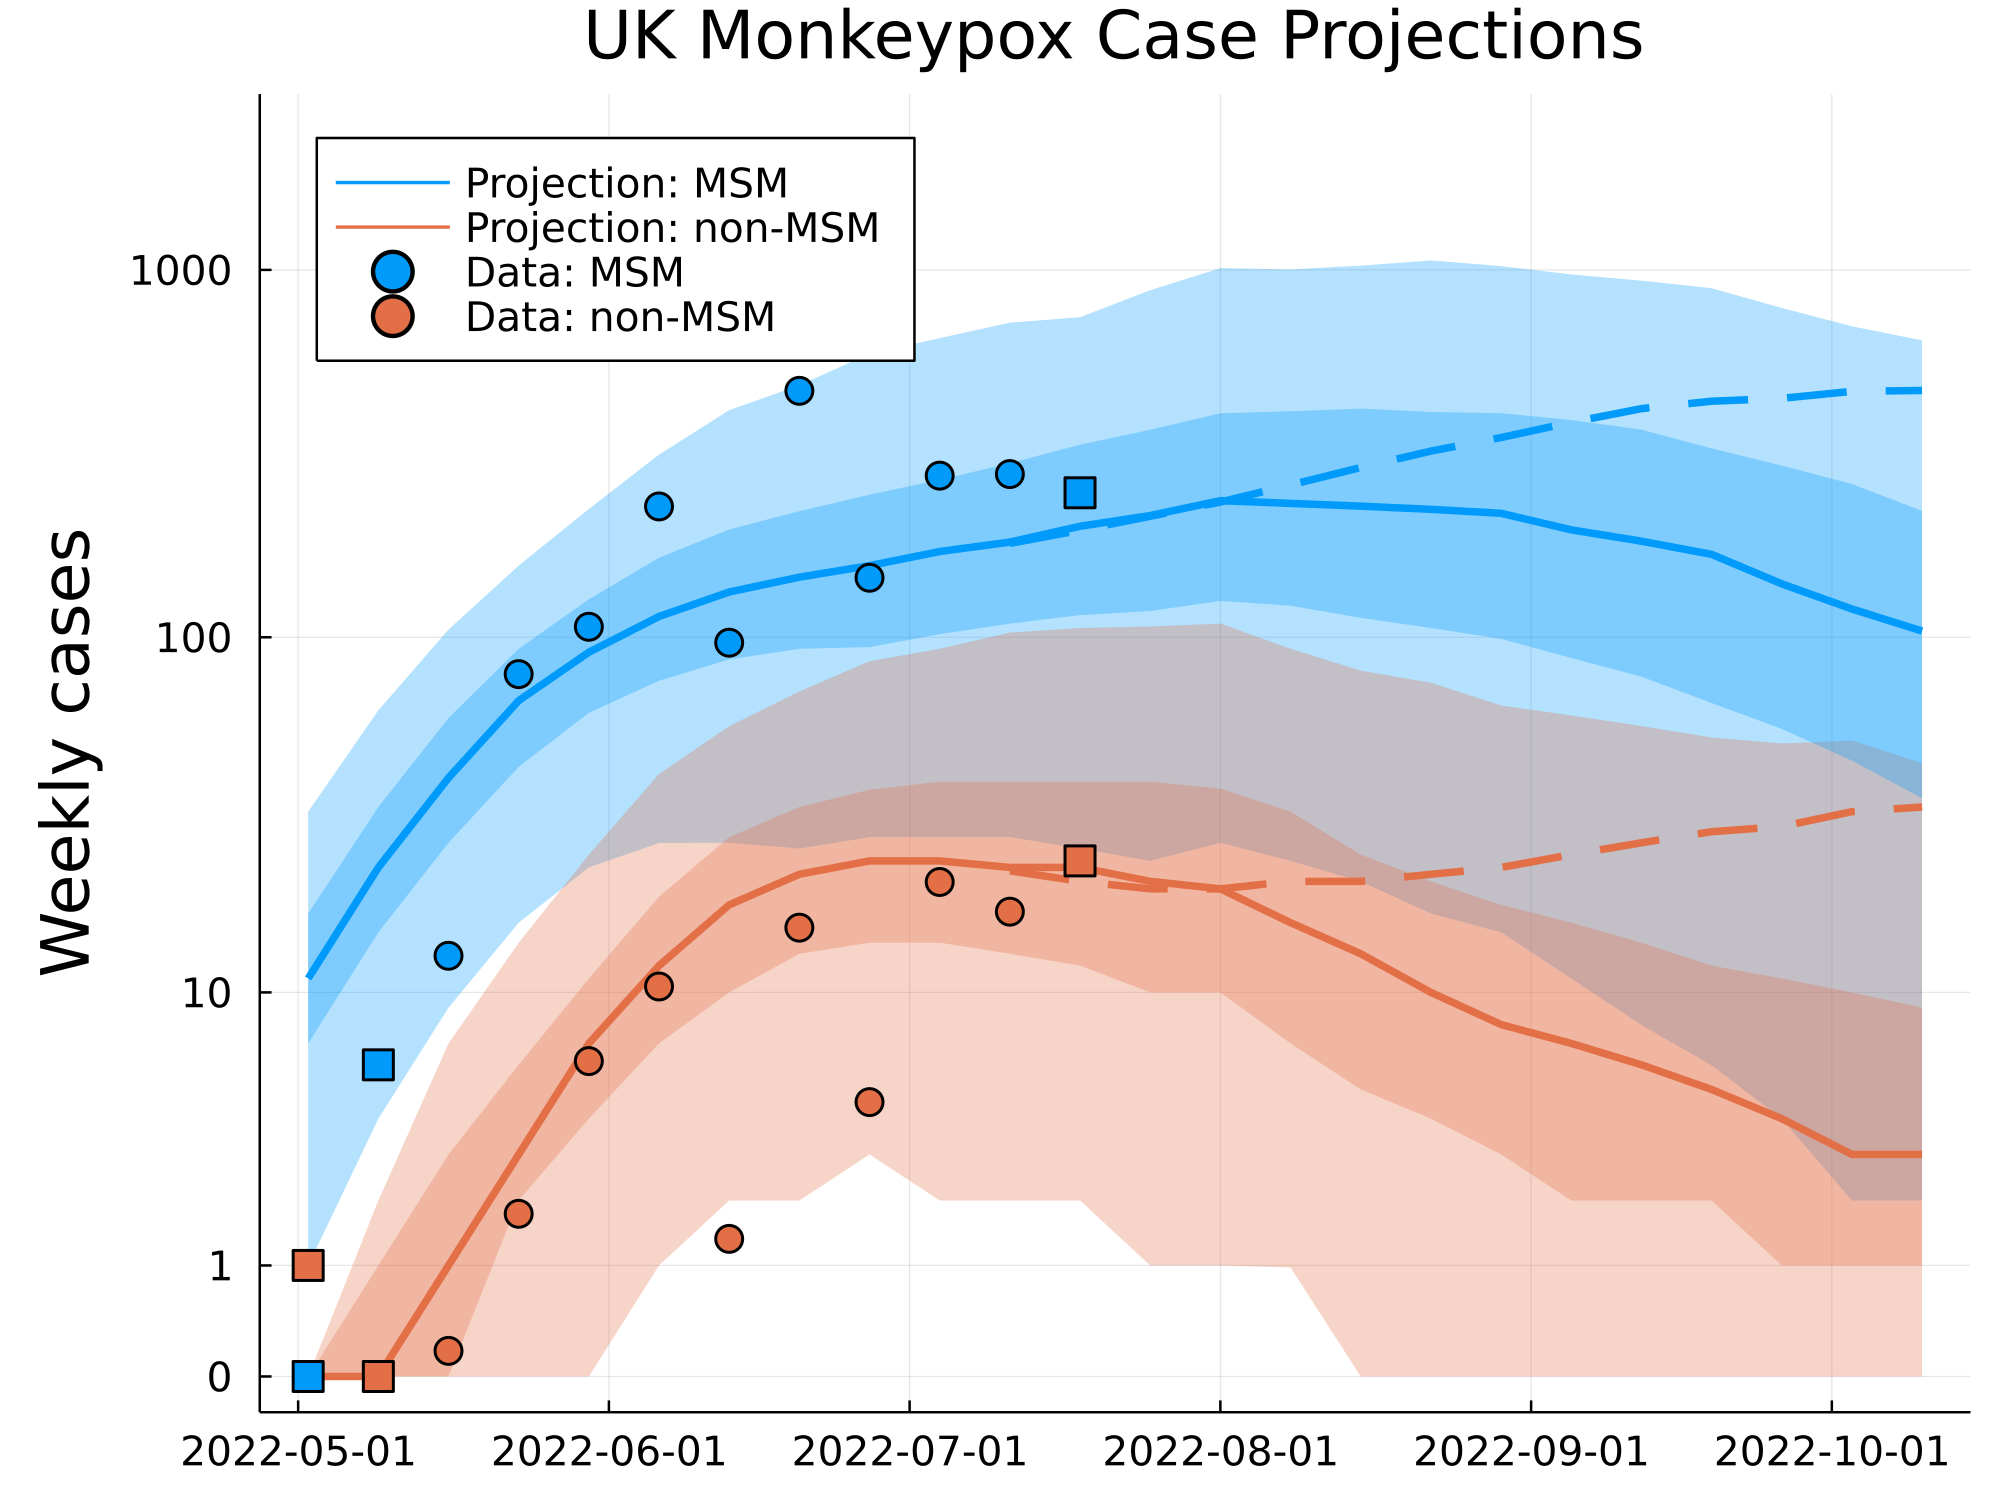 UK Monkeypox Case Projections
Projection: MSM
Projection: non-MSM
Data: MSM
Data: non-MSM
Weekly cases
1000
100
10
1
0
2022-05-01 2022-06-01 2022-07-01 2022-08-01 2022-09-01 2022-10-01